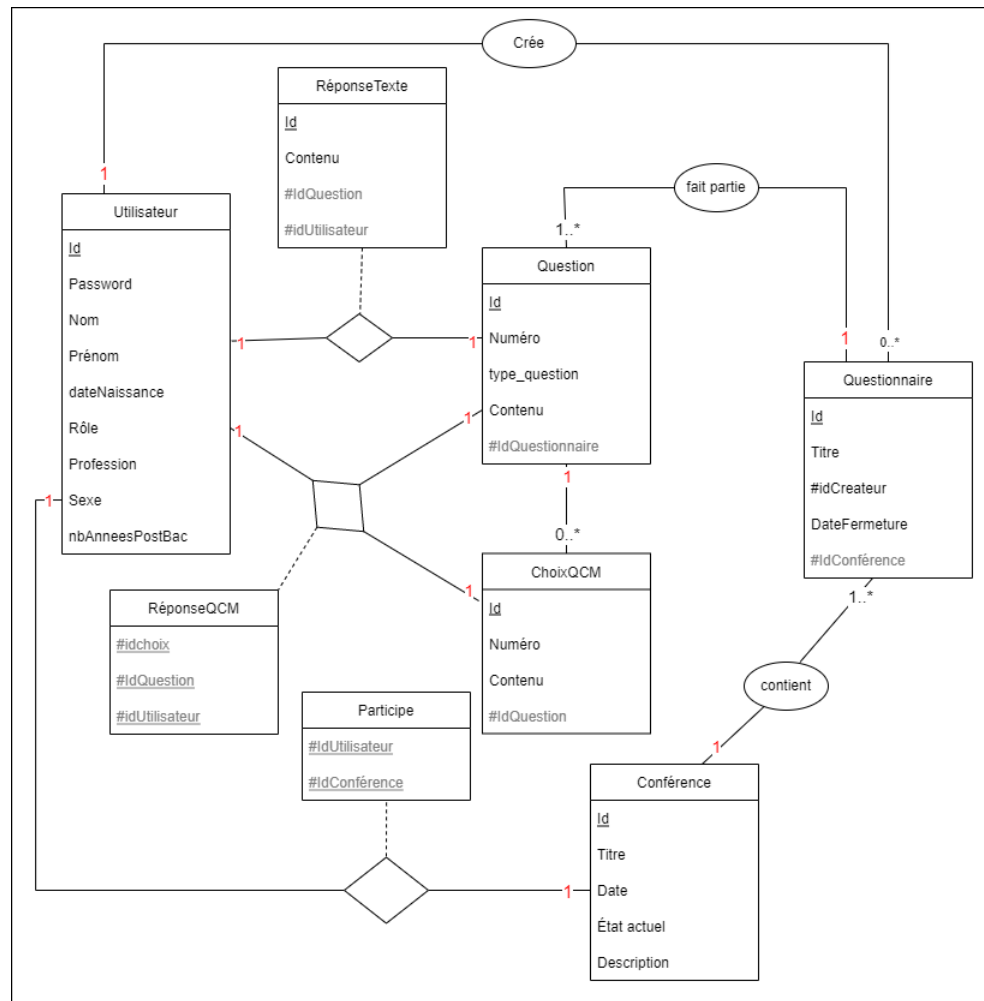 Crée
RéponseTexte
Id
Contenu
#IdQuestion
#idUtilisateur
fait partie
1
1..*
Utilisateur
Id
Password
Nom
Prénom
dateNaissance
Rôle
Profession
Sexe
nbAnneesPostBac
Question
Id
Numéro
type_question
Contenu
#IdQuestionnaire
1
1
1
0..*
Questionnaire
Id
Titre
#idCreateur
DateFermeture
#IdConférence
1
1
1
1
0..*
1..*
ChoixQCM
Id
Numéro
Contenu
#IdQuestion
1
RéponseQCM
#idchoix
#IdQuestion
#idUtilisateur
contient
Participe
#IdUtilisateur
#IdConférence
1
Conférence
Id
Titre
Date
État actuel
Description
1